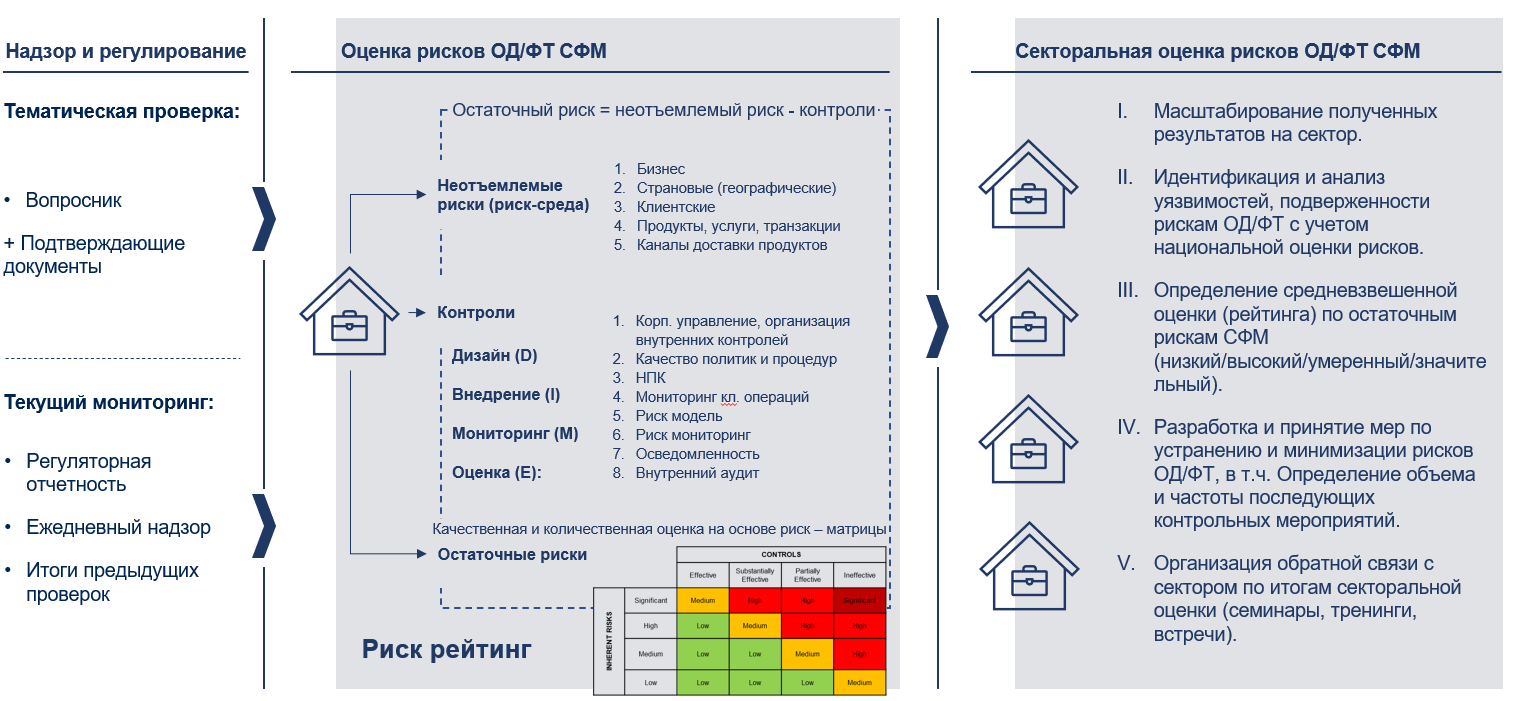 Надзор и регулирование
Тематическая проверка:
• Вопросник
+ Подтверждающие
документы
Текущий мониторинг:
• Регуляторная
отчетность
• Ежедневный надзор
• Итоги предыдущих
проверок
Оценка рисков ОД/ФТ СФМ
Остаточный риск = неотъемлемый риск - контроли
Неотъемлемые
риски (риск-среда)
1. Бизнес
2. Страновые (географические)
3. Клиентские
4. Продукты, услуги, транзакции
5. Каналы доставки продуктов
Контроли
Дизайн (D)
Внедрение (I)
Мониторинг (M)
Оценка (E):
1. Корп. управление, организация
внутренних контролей
2. Качество политик и процедур
3. НПК
4. Мониторинг кл. операций
5. Риск модель
6. Риск мониторинг
7. Осведомленность
8. Внутренний аудит
Качественная и количественная оценка на основе риск – матрицы
Остаточные риски
Риск рейтинг
CONTROLS
Effective
Substantially
Effective
Partially
Effective
Ineffective
INHERENT RISKS
Significant Medium High High Significant
High Low Medium High High
Medium Low Low Medium High
Low Low Low Low Medium
Секторальная оценка рисков ОД/ФТ СФМ
I. Масштабирование полученных
результатов на сектор.
II. Идентификация и анализ
уязвимостей, подверженности
рискам ОД/ФТ с учетом
национальной оценки рисков.
III. Определение средневзвешенной
оценки (рейтинга) по остаточным
рискам СФМ
(низкий/высокий/умеренный/значите
льный).
IV. Разработка и принятие мер по
устранению и минимизации рисков
ОД/ФТ, в т.ч. Определение объема
и частоты последующих
контрольных мероприятий.
V. Организация обратной связи с
сектором по итогам секторальной
оценки (семинары, тренинги,
встречи).